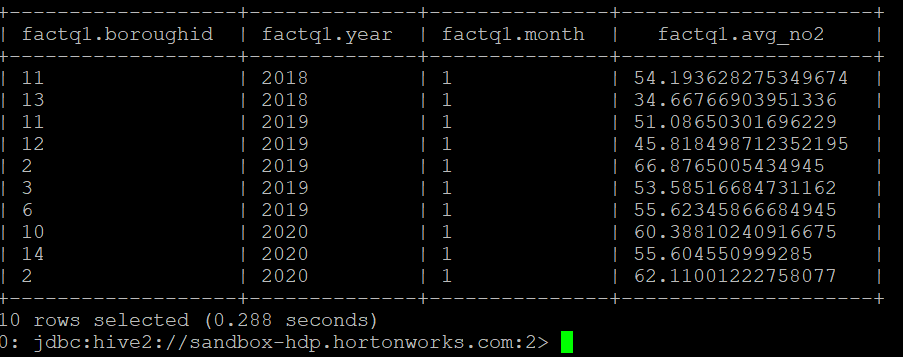 +--------------------+---------------+----------------+---------------------+
| factq1.boroughid | factq1.year | factq1.month | factq1.avg_no2 |
+--------------------+---------------+----------------+---------------------+
| 11 | 2018 | 1 | 54.193628275349674 |
| 13 | 2018 | 1 | 34.66766903951336 |
| 11 | 2019 | 1 | 51.08650301696229 |
| 12 | 2019 | 1 | 45.818498712352195 |
| 2 | 2019 | 1 | 66.8765005434945 |
| 3 | 2019 | 1 | 53.58516684731162 |
| 6 | 2019 | 1 | 55.62345866684945 |
| 10 | 2020 | 1 | 60.38810240916675 |
| 14 | 2020 | 1 | 55.604550999285 |
| 2 | 2020 | 1 | 62.11001222758077 |
+--------------------+---------------+----------------+---------------------+
10 rows selected (0.288 seconds)
0: jdbc:hive2://sandbox-hdp.hortonworks.com:2>